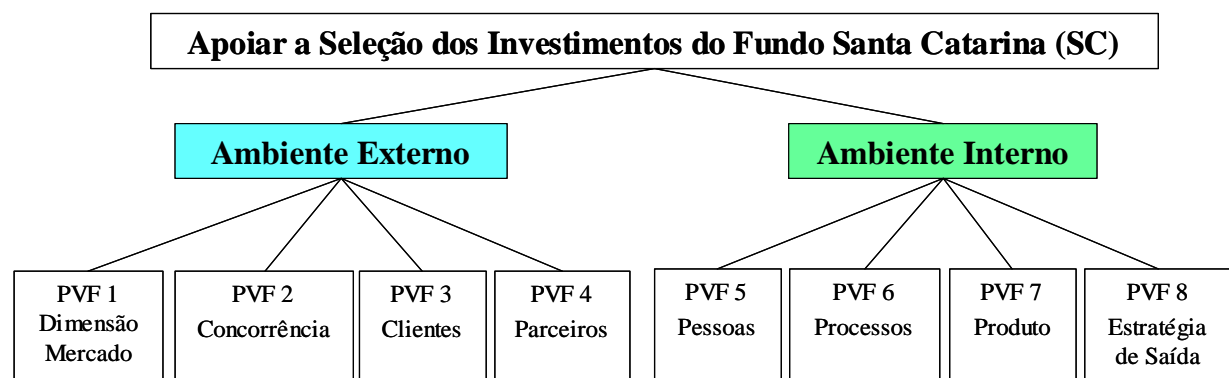 Apoiar a Seleção dos Investimentos do Fundo Santa Catarina (SC)
Ambiente Externo
Ambiente Interno
PVF 1
Dimensão
Mercado
PVF 2
Concorrência
PVF 3
Clientes
PVF 4
Parceiros
PVF 5
Pessoas
PVF 6
Processos
PVF 7
Produto
PVF 8
Estratégia
de Saída